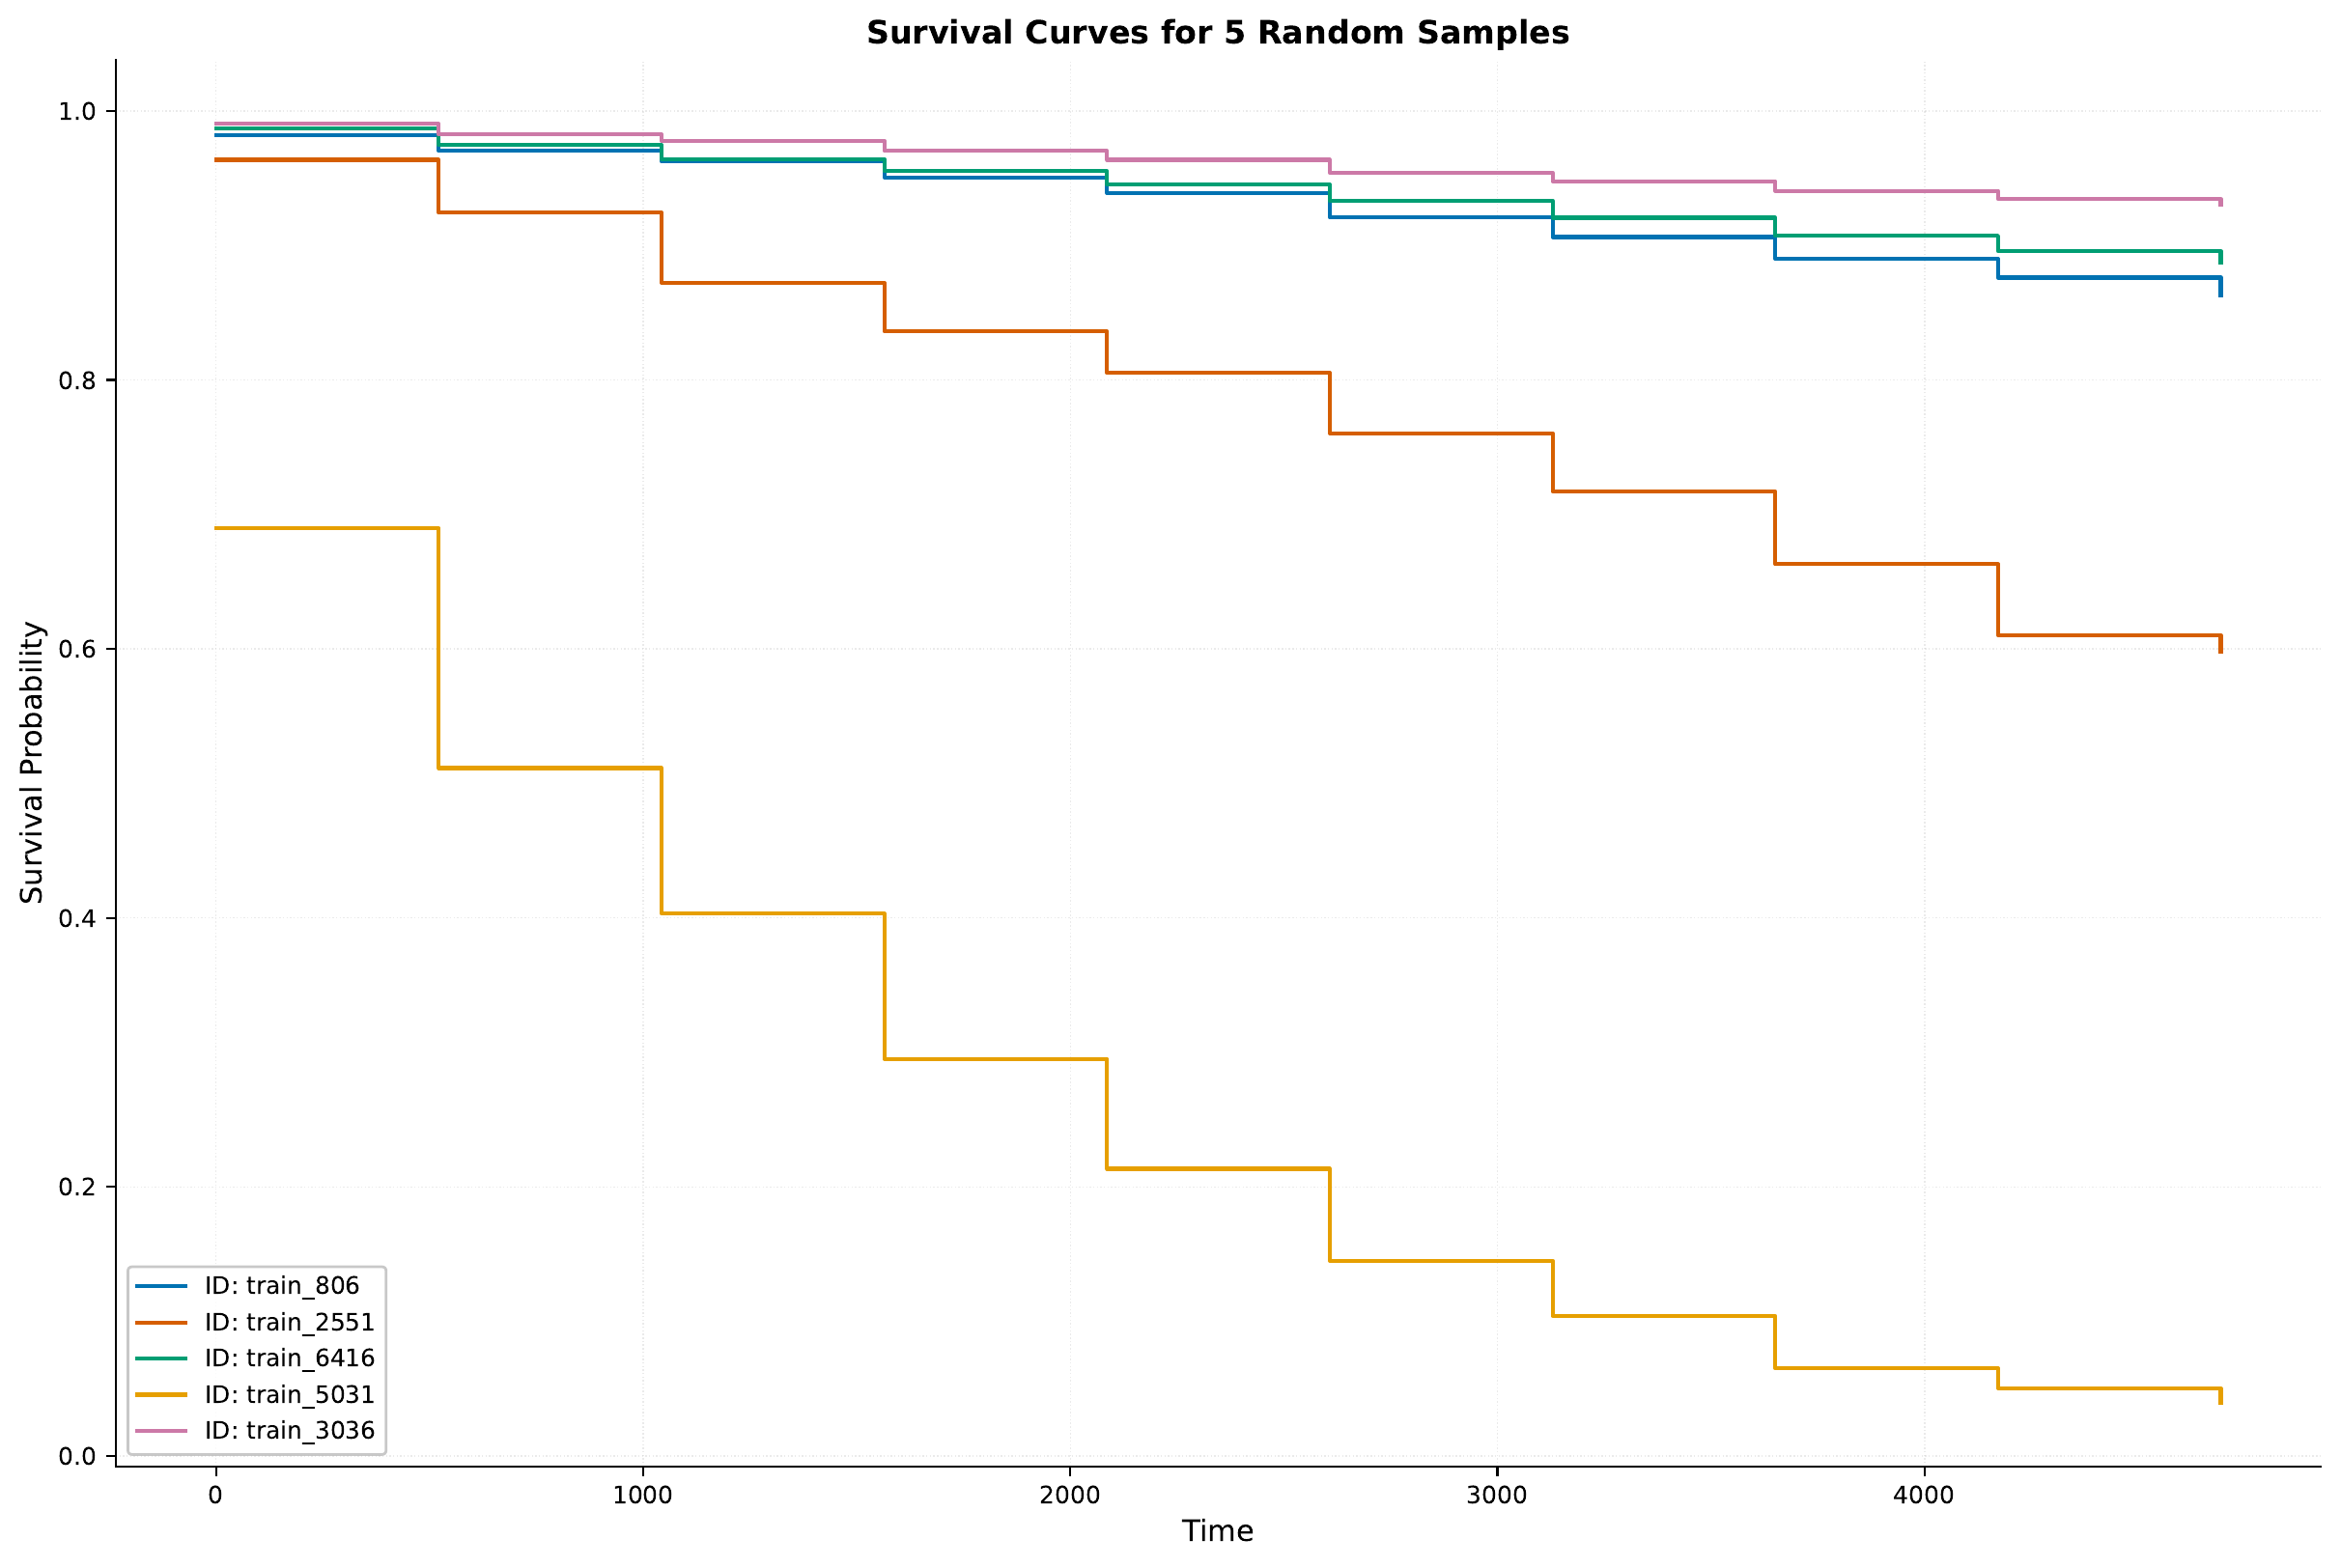 Survival Curves for 5 Random Samples
Survival Probability
1.0
0.8
0.6
0.4
0.2
0.0
ID: train_806
ID: train_2551
ID: train_6416
ID: train_5031
ID: train_3036
0
1000
2000
3000
4000
Time